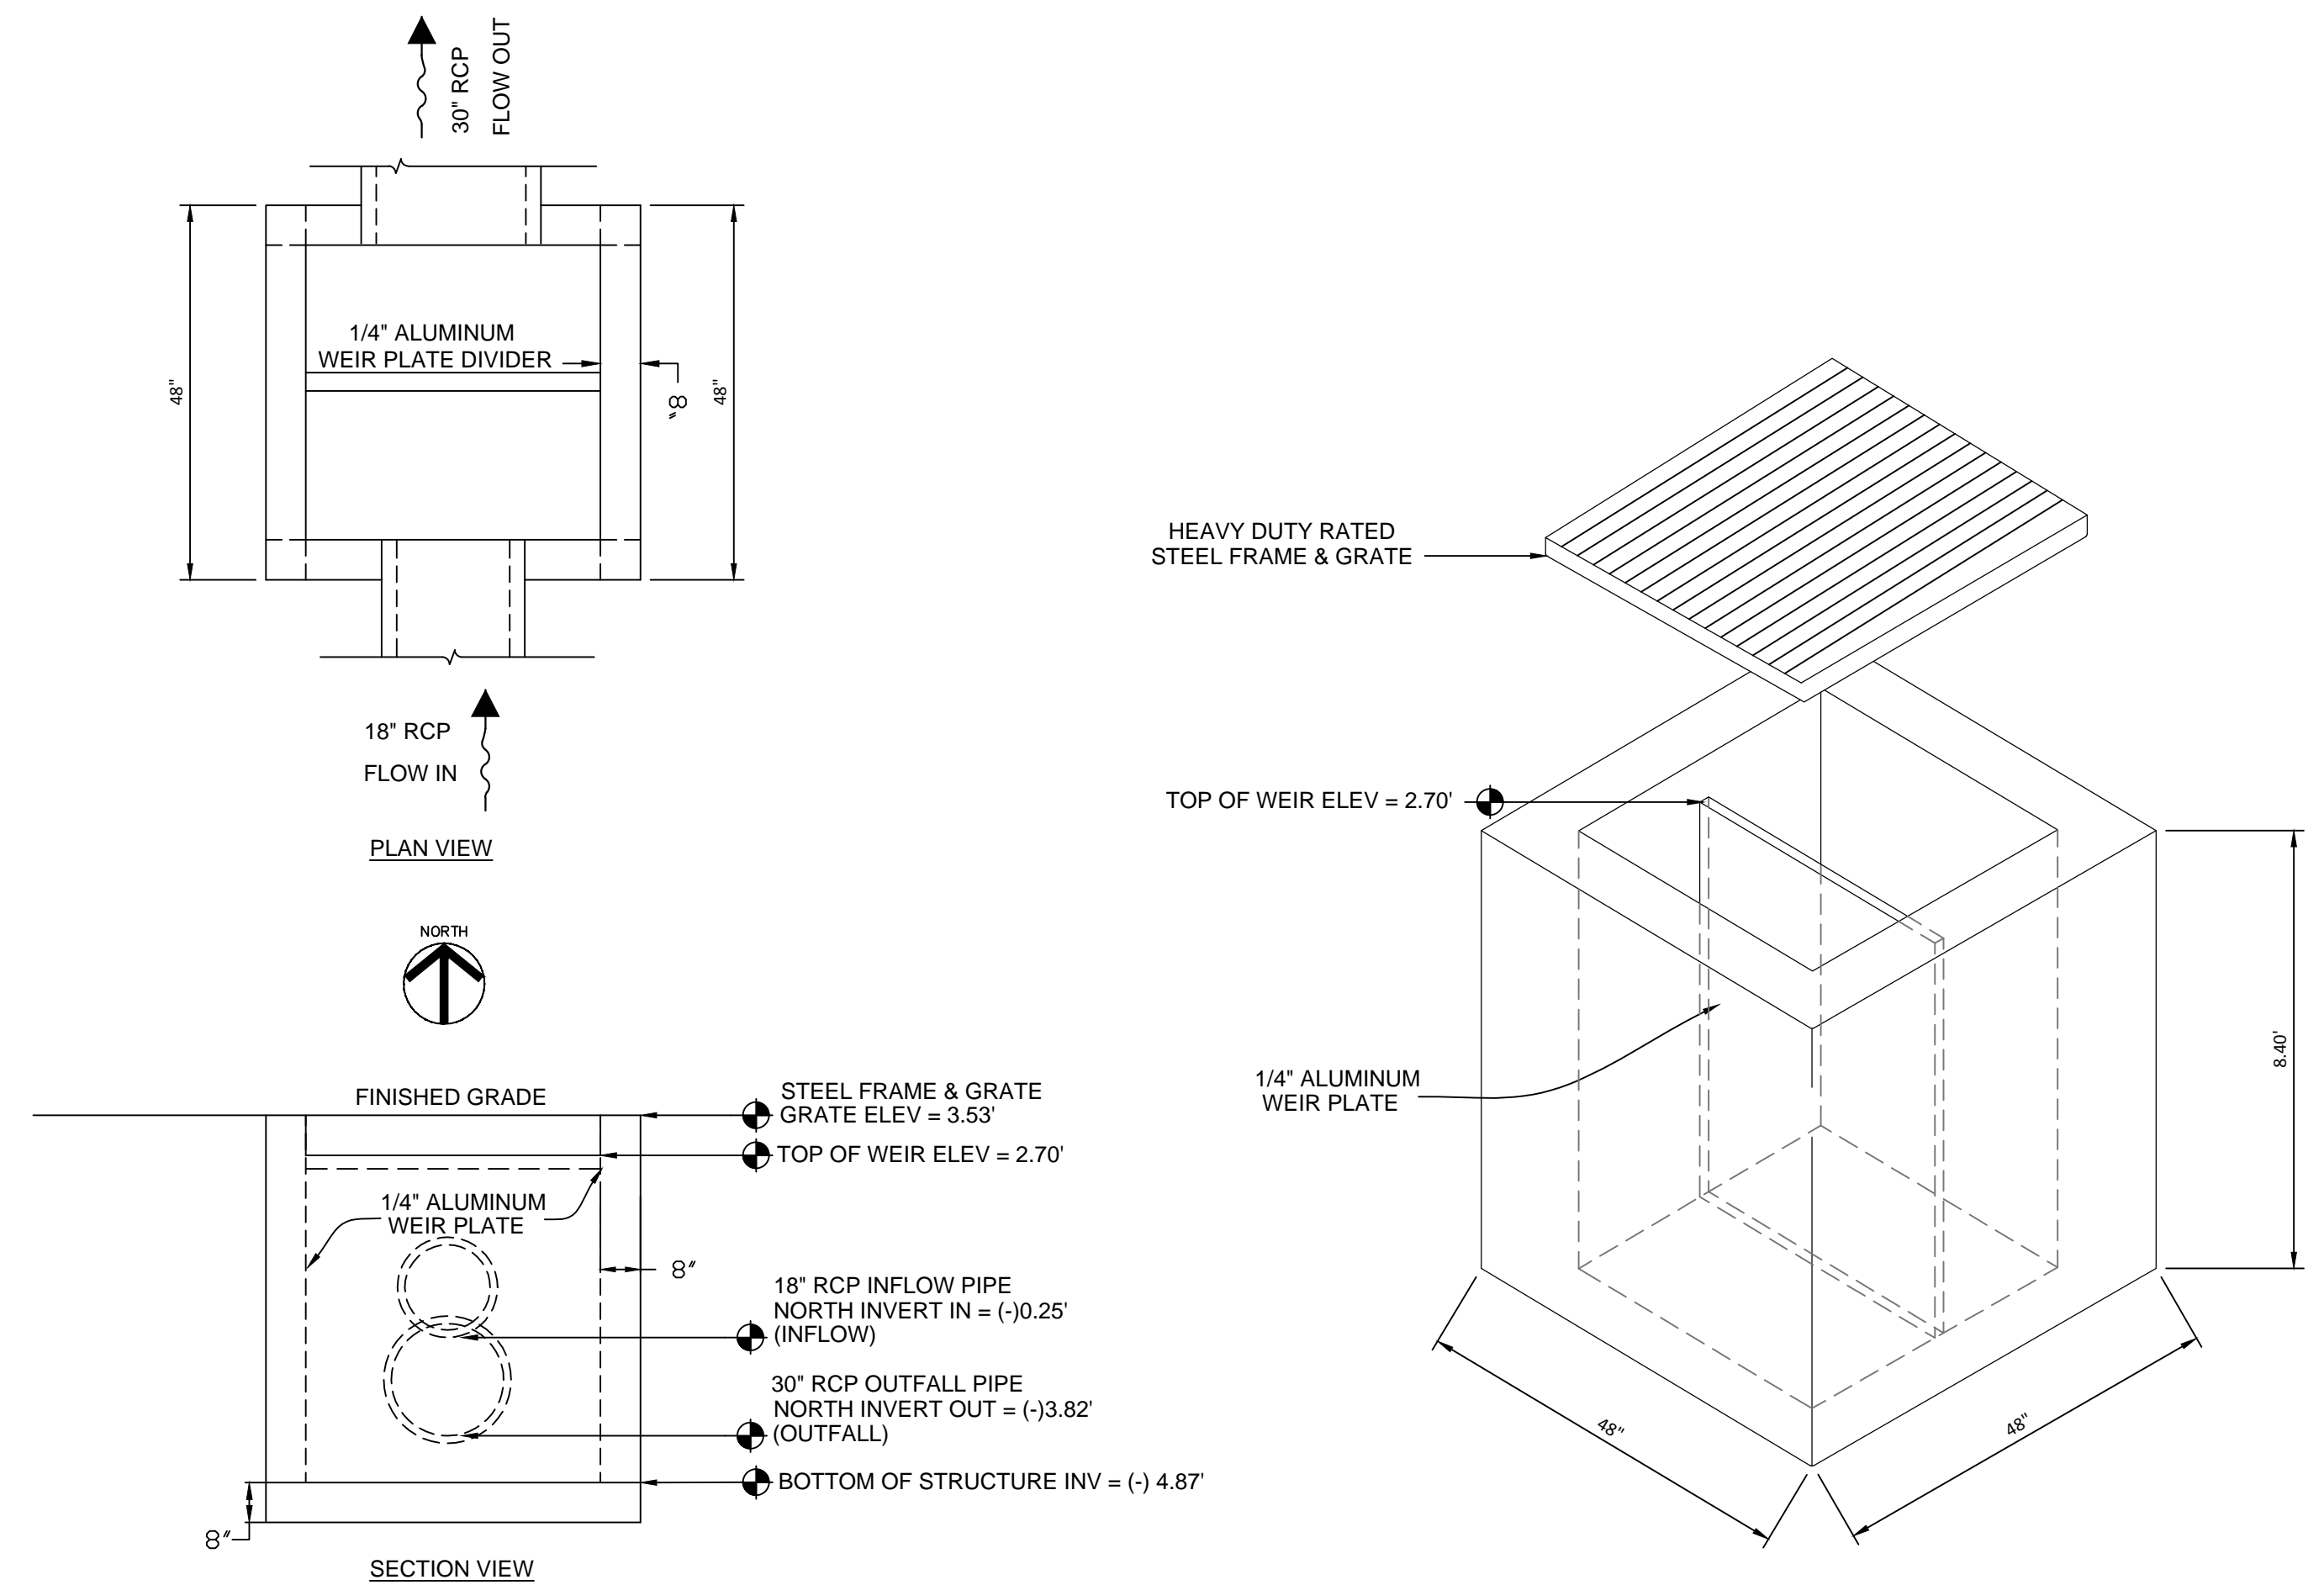 30" RCP
FLOW OUT
48"
1/4" ALUMINUM
WEIR PLATE DIVIDER
8"
48"
18" RCP
FLOW IN
PLAN VIEW
NORTH
FINISHED GRADE
STEEL FRAME & GRATE
GRATE ELEV = 3.53'
TOP OF WEIR ELEV = 2.70'
1/4" ALUMINUM
WEIR PLATE
8"
18" RCP INFLOW PIPE
NORTH INVERT IN = (-)0.25'
(INFLOW)
30" RCP OUTFALL PIPE
NORTH INVERT OUT = (-)3.82'
(OUTFALL)
BOTTOM OF STRUCTURE INV = (-) 4.87'
8"
SECTION VIEW
HEAVY DUTY RATED
STEEL FRAME & GRATE
TOP OF WEIR ELEV = 2.70'
1/4" ALUMINUM
WEIR PLATE
8.40'
48"
48"